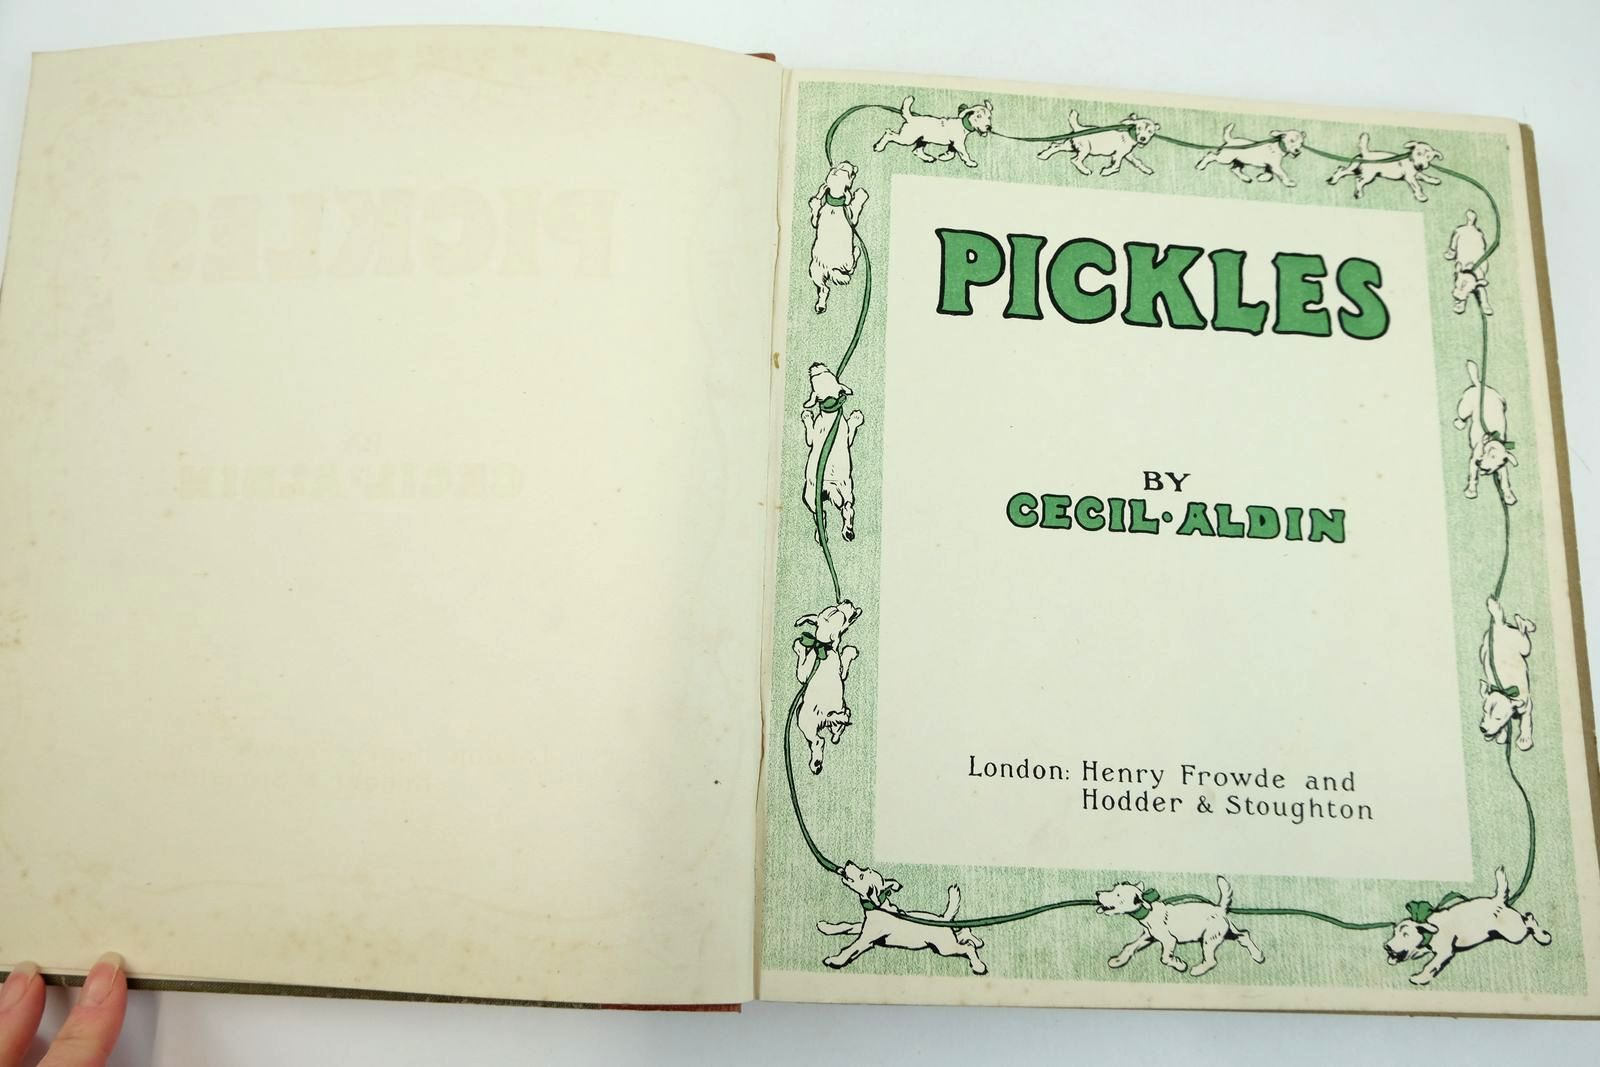 PICKLES
BY
CECIL·ALDIN
London: Henry Frowde and
Hodder & Stoughton